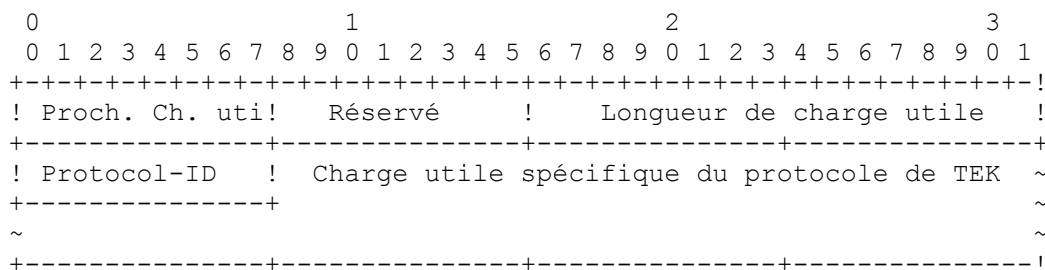 0                   1                   2                   3
 0 1 2 3 4 5 6 7 8 9 0 1 2 3 4 5 6 7 8 9 0 1 2 3 4 5 6 7 8 9 0 1
+-+-+-+-+-+-+-+-+-+-+-+-+-+-+-+-+-+-+-+-+-+-+-+-+-+-+-+-+-+-+-+-!
! Proch. Ch. uti!   Réservé     !    Longueur de charge utile   !
+---------------+---------------+---------------+---------------+
! Protocol-ID   !  Charge utile spécifique du protocole de TEK  ~
+---------------+                                               ~
~                                                               ~
+---------------+---------------+---------------+---------------!